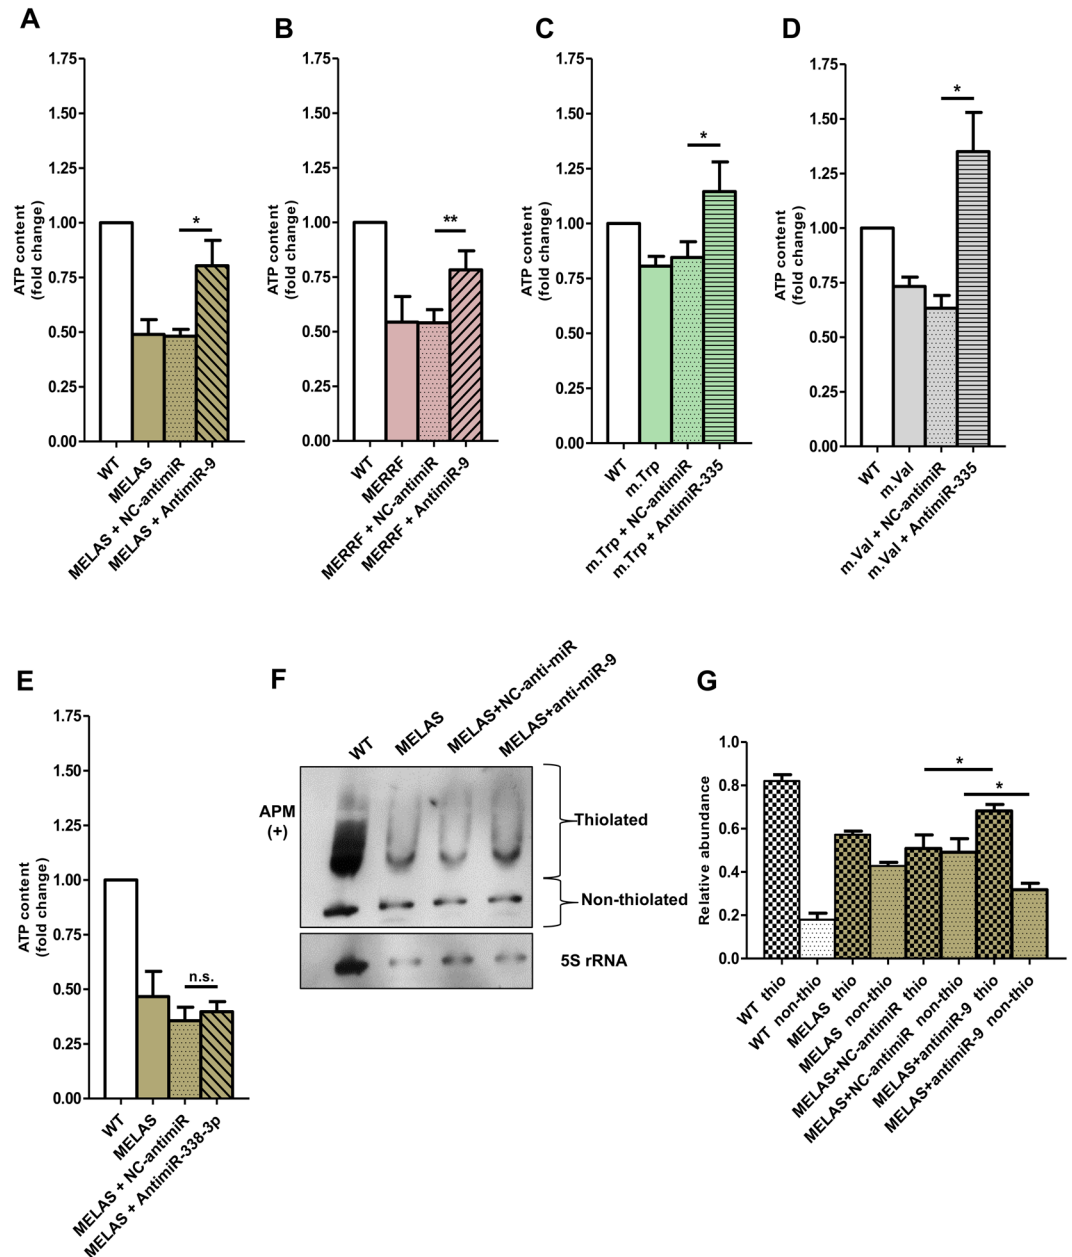 A
1.75
1.50
1.25
1.00
0.75
0.50
0.25
0.00
ATP content
(fold change)
*
WT
MELAS
MELAS + NC-antimiR
MELAS + AntimiR-9
B
1.75
1.50
1.25
1.00
0.75
0.50
0.25
0.00
ATP content
(fold change)
**
WT
MERRF
MERRF + NC-antimiR
MERRF + AntimiR-9
C
1.75
1.50
1.25
1.00
0.75
0.50
0.25
0.00
ATP content
(fold change)
*
WT
m.Trp
m.Trp + NC-antimiR
m.Trp + AntimiR-335
D
1.75
1.50
1.25
1.00
0.75
0.50
0.25
0.00
ATP content
(fold change)
*
WT
m.Val
m.Val + NC-antimiR
m.Val + AntimiR-335
E
1.75
1.50
1.25
1.00
0.75
0.50
0.25
0.00
ATP content
(fold change)
n.s.
WT
MELAS
MELAS + NC-antimiR
MELAS + AntimiR-338-3p
F
WT
MELAS
MELAS+NC-anti-miR
MELAS+anti-miR-9
APM
(+)
Thiolated
Non-thiolated
5S rRNA
G
1.0
0.8
0.6
0.4
0.2
0.0
Relative abundance
*
*
WT thio
WT non-thio
MELAS thio
MELAS non-thio
MELAS+NC-antimiR thio
MELAS+NC-antimiR non-thio
MELAS+antimiR-9 thio
MELAS+antimiR-9 non-thio